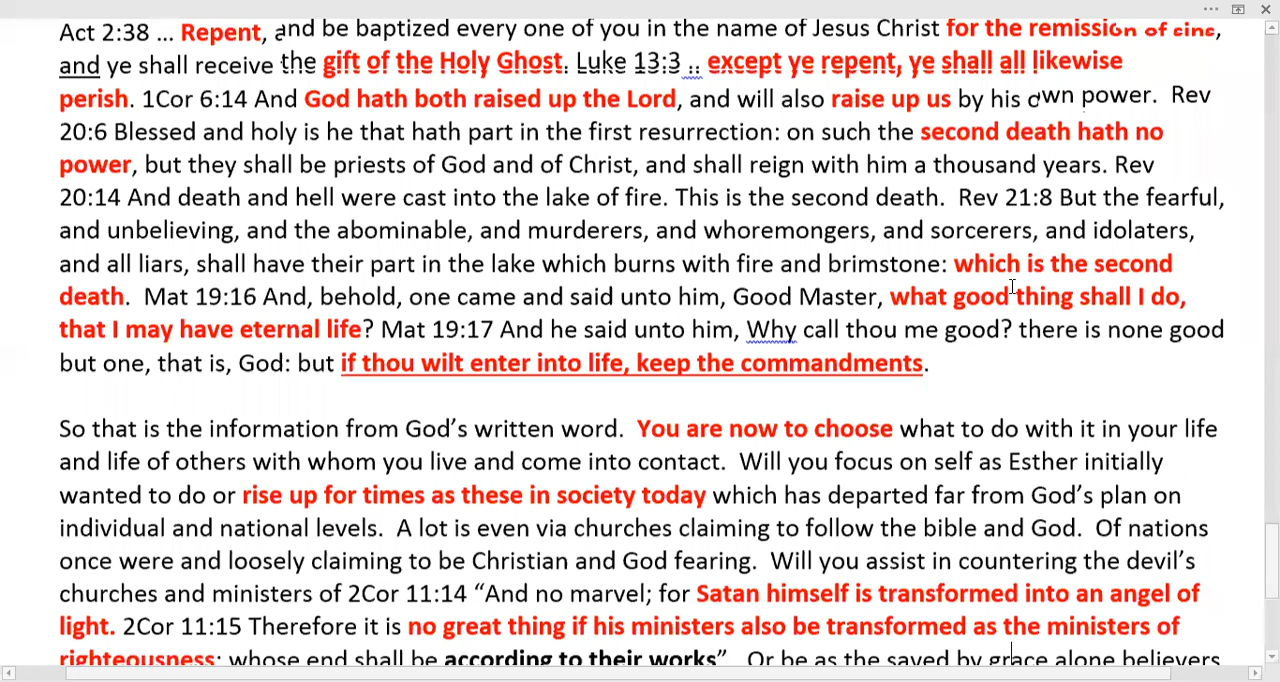 Act 2:38 ... Repent, and be baptized every one of you in the name of Jesus Christ for the remission of sins,
and ye shall receive the gift of the Holy Ghost. Luke 13:3 .. except ye repent, ye shall all likewise
perish. 1Cor 6:14 And God hath both raised up the Lord, and will also raise up us by his own power. Rev
20:6 Blessed and holy is he that hath part in the first resurrection: on such the second death hath no
power, but they shall be priests of God and of Christ, and shall reign with him a thousand years. Rev
20:14 And death and hell were cast into the lake of fire. This is the second death. Rev 21:8 But the fearful,
and unbelieving, and the abominable, and murderers, and whoremongers, and sorcerers, and idolaters,
and all liars, shall have their part in the lake which burns with fire and brimstone: which is the second
death. Mat 19:16 And, behold, one came and said unto him, Good Master, what good thing shall I do,
that I may have eternal life? Mat 19:17 And he said unto him, Why call thou me good? there is none good
but one, that is, God: but if thou wilt enter into life, keep the commandments.
So that is the information from God's written word. You are now to choose what to do with it in your life
and life of others with whom you live and come into contact. Will you focus on self as Esther initially
wanted to do or rise up for times as these in society today which has departed far from God's plan on
individual and national levels. A lot is even via churches claiming to follow the bible and God. Of nations
once were and loosely claiming to be Christian and God fearing. Will you assist in countering the devil's
churches and ministers of 2Cor 11:14 "And no marvel; for Satan himself is transformed into an angel of
light. 2Cor 11:15 Therefore it is no great thing if his ministers also be transformed as the ministers of
righteousness; whose end shall be according to their works" Or be as the saved by grace alone believers